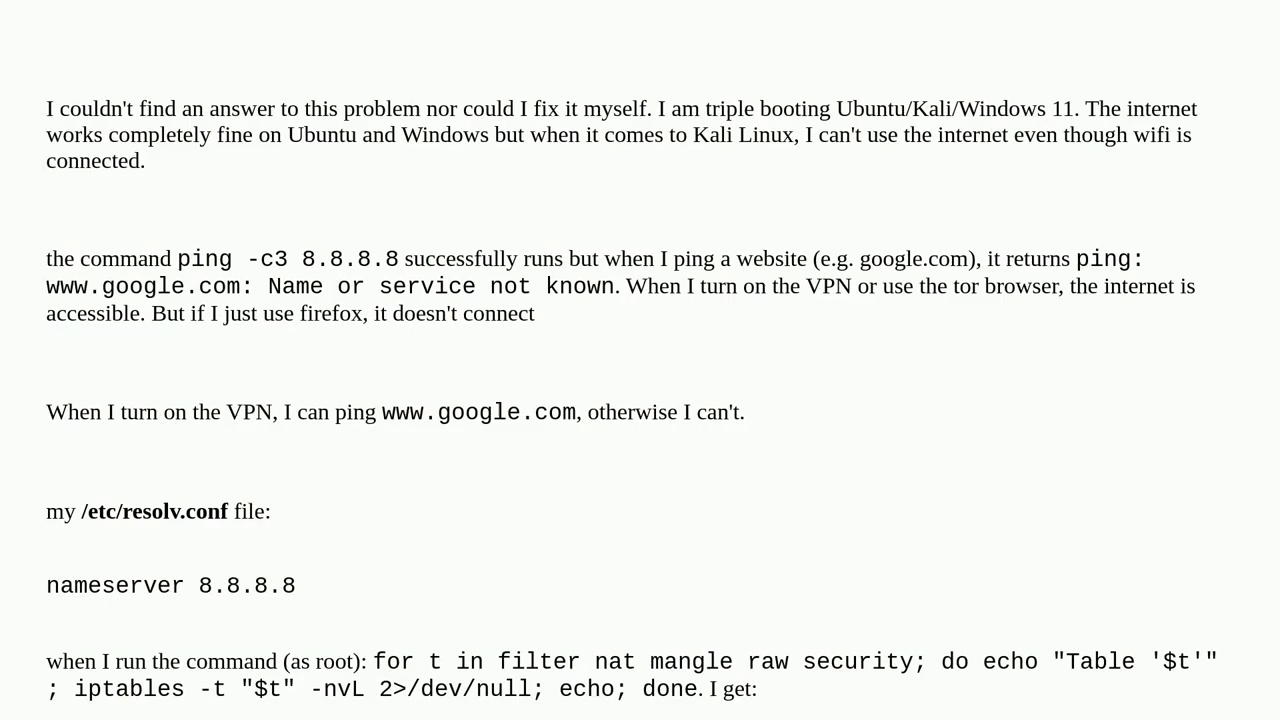 I couldn't find an answer to this problem nor could I fix it myself. I am triple booting Ubuntu/Kali/Windows 11. The internet
works completely fine on Ubuntu and Windows but when it comes to Kali Linux, I can't use the internet even though wifi is
connected.
the command ping -c3 8.8.8.8 successfully runs but when I ping a website (e.g. google.com), it returns ping:
www.google.com: Name or service not known. When I turn on the VPN or use the tor browser, the internet is
accessible. But if I just use firefox, it doesn't connect
When I turn on the VPN, I can ping www.google.com, otherwise I can't.
my /etc/resolv.conf file:
nameserver 8.8.8.8
when I run the command (as root): for t in filter nat mangle raw security; do echo "Table '$t'"
; iptables -t "$t" -nvL 2>/dev/null; echo; done. I get: